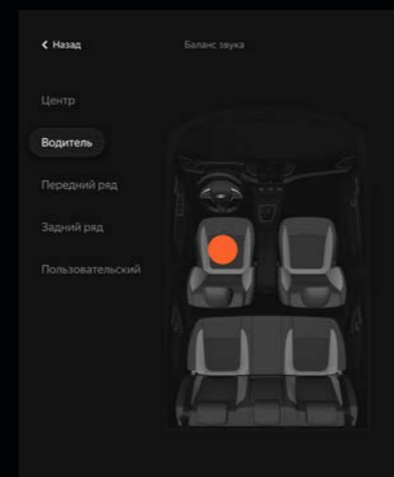 Назад
Баланс звука
Центр
Водитель
Передний ряд
Задний ряд
Пользовательский